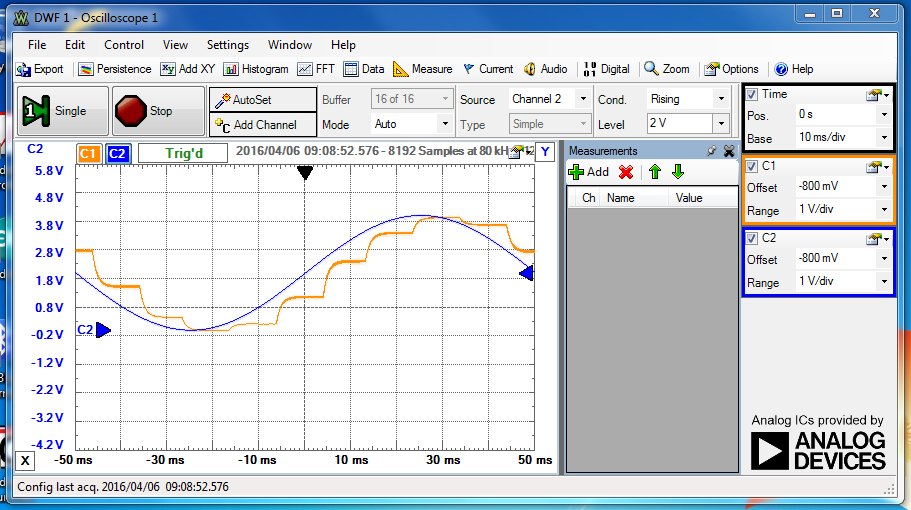 DWF 1 - Oscilloscope 1
File Edit Control View Settings Window Help
Export Persistence Add XY Histogram FFT Data Measure Current Audio Digital Zoom Options Help
1 Single Stop AutoSet Add Channel
Buffer 16 of 16 Source Channel 2 Cond. Rising
Mode Auto Type Simple Level 2 V
C2 C1 C2 Trig'd 2016/04/06 09:08:52.576 - 8192 Samples at 80 kH Y
5.8 V
4.8 V
3.8 V
2.8 V
1.8 V
0.8 V
-0.2 V
-1.2 V
-2.2 V
-3.2 V
-4.2 V
C2
X -50 ms -30 ms -10 ms 10 ms 30 ms 50 ms
Measurements
Add
Ch Name Value
Time
Pos. 0 s
Base 10 ms/div
C1
Offset -800 mV
Range 1 V/div
C2
Offset -800 mV
Range 1 V/div
Analog ICs provided by
ANALOG
DEVICES
Config last acq. 2016/04/06 09:08:52.576